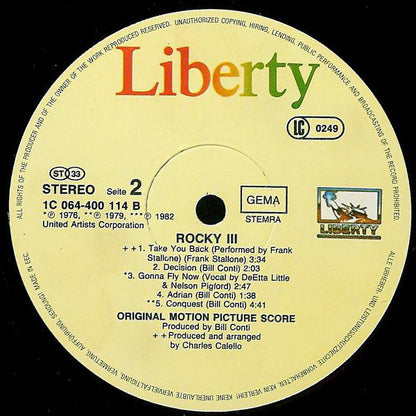 ALL RIGHTS OF THE PRODUCER AND OF THE OWNER OF THE WORK REPRODUCED RESERVED. UNAUTHORIZED COPYING, HIRING, LENDING, PUBLIC PERFORMANCE AND BROADCASTING OF THE RECORD PROHIBITED.
Liberty
LC 0249
ST 33
STEREO Seite 2
1C 064-400 114 B
*℗ 1976, **℗ 1979, ***℗ 1982
United Artists Corporation
GEMA
STEMRA
LIBERTY
ROCKY III
++1. Take You Back (Performed by Frank
Stallone) (Frank Stallone) 3:34
2. Decision (Bill Conti) 2:03
*3. Gonna Fly Now (Vocal by DeEtta Little
& Nelson Pigford) 2:47
4. Adrian (Bill Conti) 1:38
**5. Conquest (Bill Conti) 4:41
ORIGINAL MOTION PICTURE SCORE
Produced by Bill Conti
++Produced and arranged
by Charles Calello
MADE IN EEC.
ALLE URHEBER- UND LEISTUNGSSCHUTZRECHTE VORBEHALTEN. KEIN VERLEIH! KEINE UNERLAUBTE VERVIELFÄLTIGUNG, VERMIETUNG, AUFFÜHRUNG, SENDUNG!